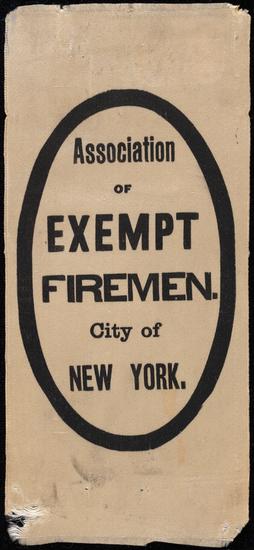 Association
OF
EXEMPT
FIREMEN.
City of
NEW YORK.